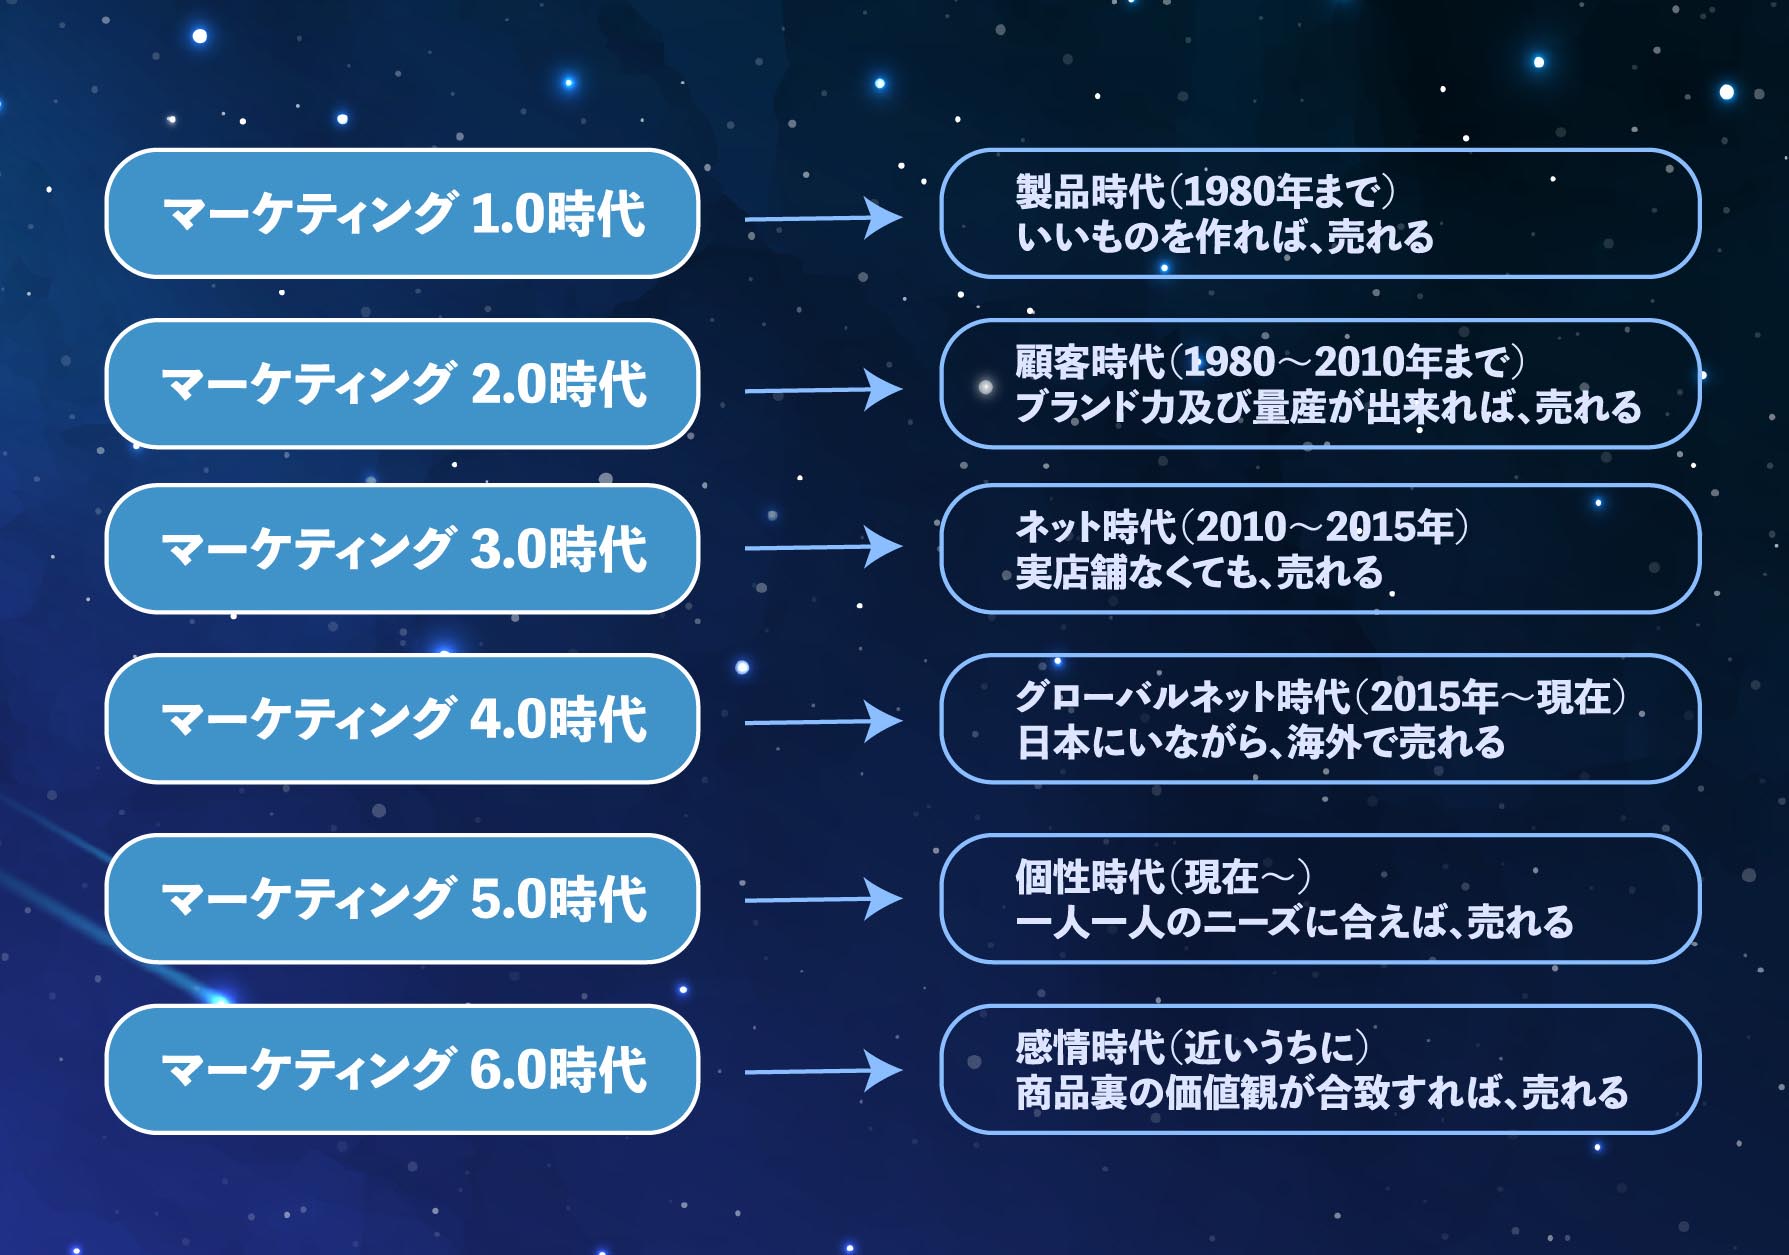 マーケティング 1.0時代
製品時代（1980年まで）
いいものを作れば、売れる
マーケティング 2.0時代
顧客時代（1980〜2010年まで）
ブランド力及び量産が出来れば、売れる
マーケティング 3.0時代
ネット時代（2010〜2015年）
実店舗なくても、売れる
マーケティング 4.0時代
グローバルネット時代（2015年〜現在）
日本にいながら、海外で売れる
マーケティング 5.0時代
個性時代（現在〜）
一人一人のニーズに合えば、売れる
マーケティング 6.0時代
感情時代（近いうちに）
商品裏の価値観が合致すれば、売れる